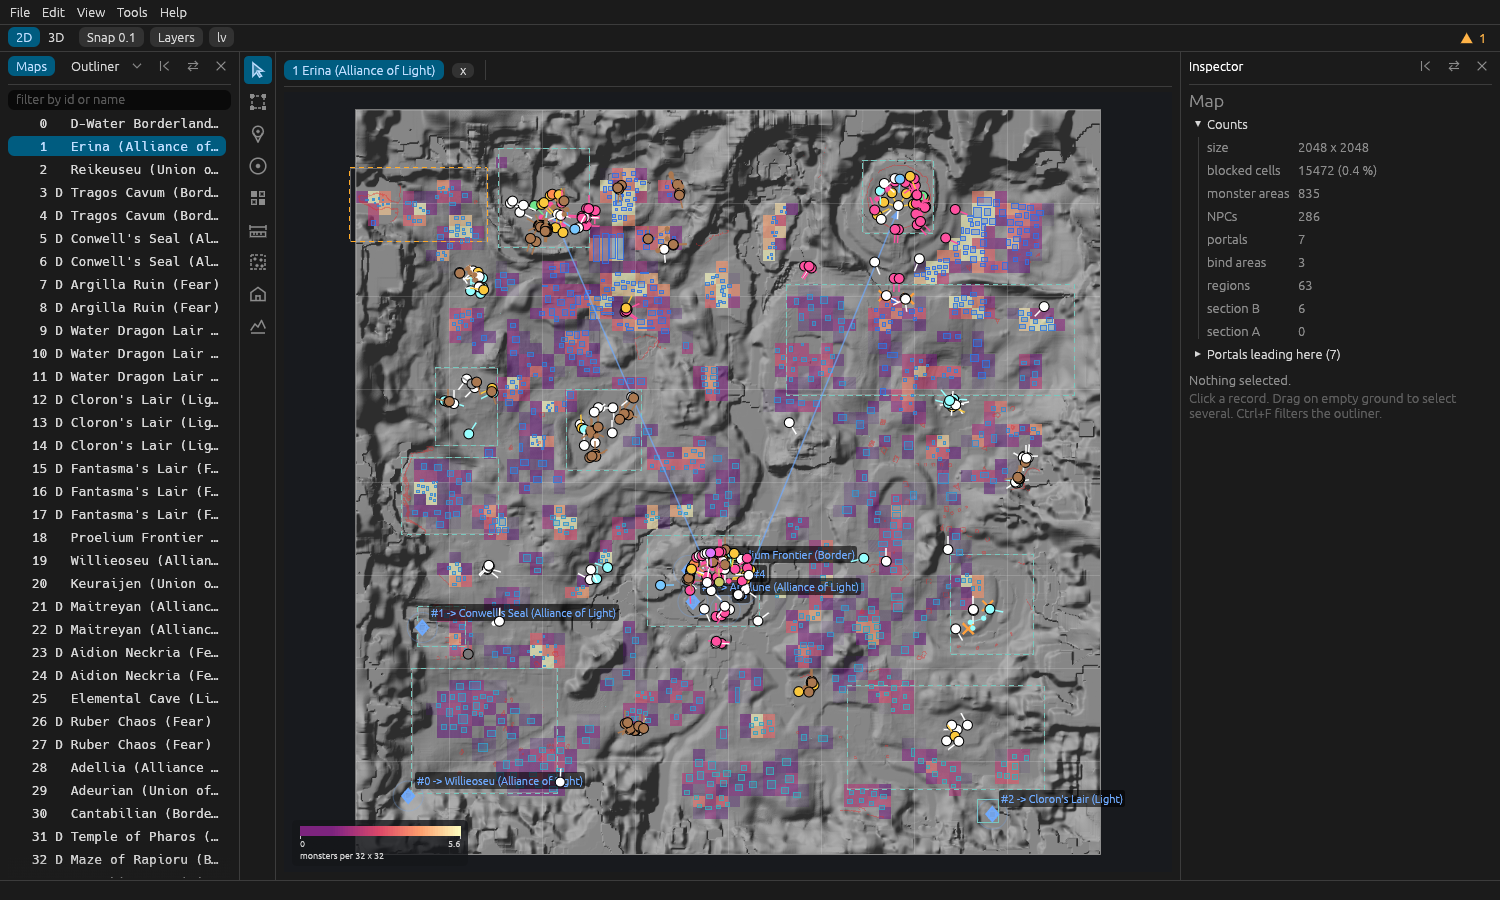 File Edit View Tools Help
2D 3D Snap 0.1 Layers lv 1
Maps Outliner
filter by id or name
0 D-Water Borderland…
1 Erina (Alliance of…
2 Reikeuseu (Union o…
3 D Tragos Cavum (Bord…
4 D Tragos Cavum (Bord…
5 D Conwell's Seal (Al…
6 D Conwell's Seal (Al…
7 D Argilla Ruin (Fear)
8 D Argilla Ruin (Fear)
9 D Water Dragon Lair …
10 D Water Dragon Lair …
11 D Water Dragon Lair …
12 D Cloron's Lair (Lig…
13 D Cloron's Lair (Lig…
14 D Cloron's Lair (Lig…
15 D Fantasma's Lair (F…
16 D Fantasma's Lair (F…
17 D Fantasma's Lair (F…
18 Proelium Frontier …
19 Willieoseu (Allian…
20 Keuraijen (Union o…
21 D Maitreyan (Allianc…
22 D Maitreyan (Allianc…
23 D Aidion Neckria (Fe…
24 D Aidion Neckria (Fe…
25 Elemental Cave (Li…
26 D Ruber Chaos (Fear)
27 D Ruber Chaos (Fear)
28 Adellia (Alliance …
29 Adeurian (Union of…
30 Cantabilian (Borde…
31 D Temple of Pharos (…
32 D Maze of Rapioru (B…
1 Erina (Alliance of Light) x
ium Frontier (Border)
#4
(Alliance of Light)
#1 -> Conwells Seal (Alliance of Light)
#0 -> Willieoseu (Alliance of Light)
#2 -> Cloron's Lair (Light)
0 5.6
monsters per 32 x 32
Inspector
Map
Counts
size 2048 x 2048
blocked cells 15472 (0.4 %)
monster areas 835
NPCs 286
portals 7
bind areas 3
regions 63
section B 6
section A 0
Portals leading here (7)
Nothing selected.
Click a record. Drag on empty ground to select
several. Ctrl+F filters the outliner.